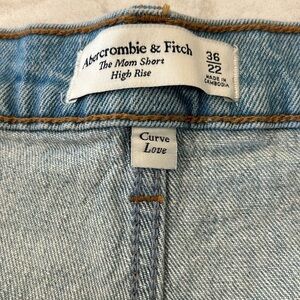 Abercrombie & Fitch
The Mom Short
High Rise
36
22
MADE IN
CAMBODIA
Curve
Love